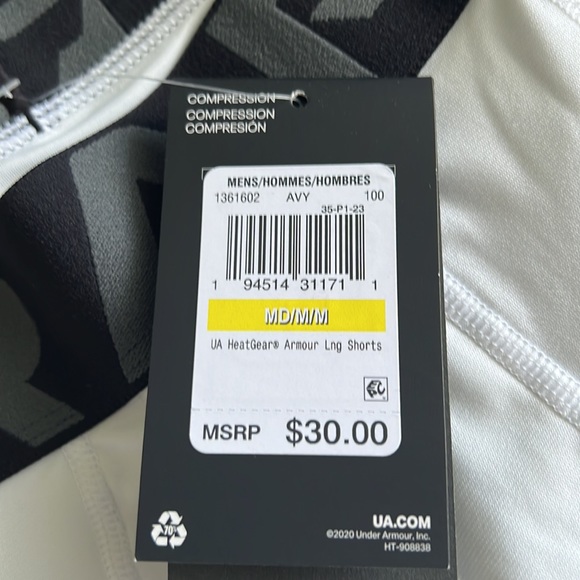 COMPRESSION
COMPRESSION
COMPRESIÓN
MENS/HOMMES/HOMBRES
1361602 AVY 100
35-P1-23
1 94514 31171 1
MD/M/M
UA HeatGear® Armour Lng Shorts
MSRP $30.00
70%
UA.COM
©2020 Under Armour, Inc.
HT-908838